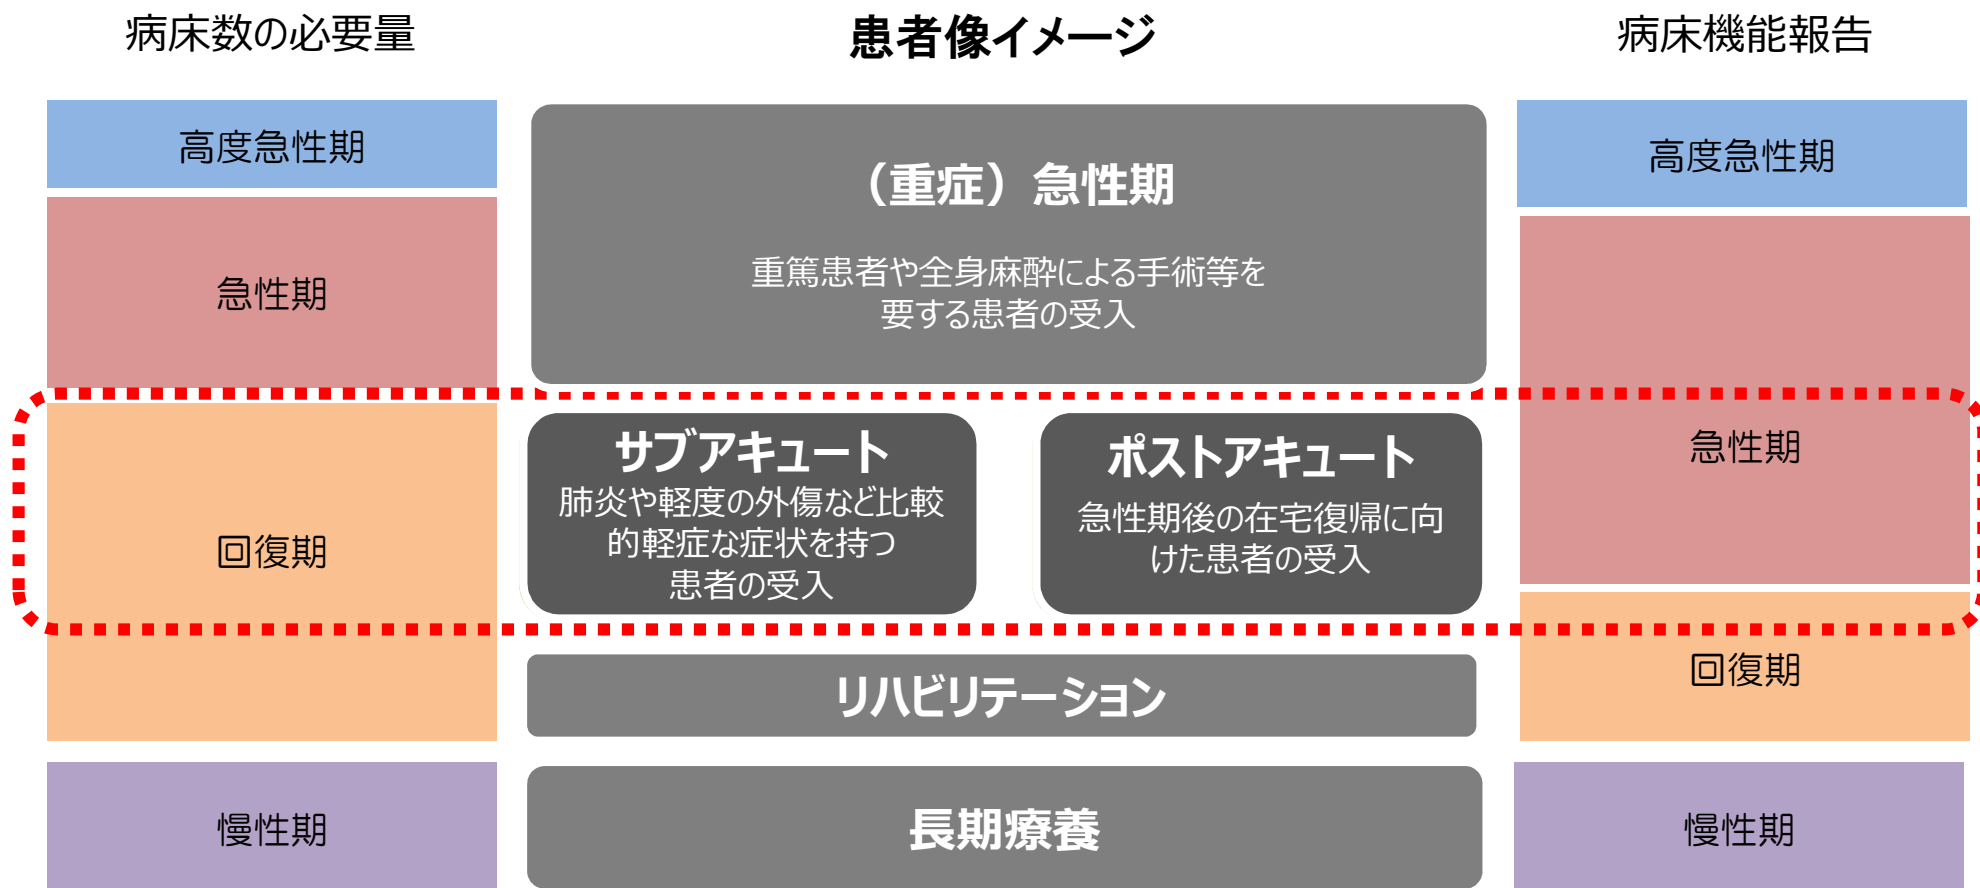 病床数の必要量
患者像イメージ
病床機能報告
高度急性期
急性期
回復期
慢性期
（重症）急性期
重篤患者や全身麻酔による手術等を
要する患者の受入
サブアキュート
肺炎や軽度の外傷など比較
的軽症な症状を持つ
患者の受入
ポストアキュート
急性期後の在宅復帰に向
けた患者の受入
リハビリテーション
長期療養
高度急性期
急性期
回復期
慢性期